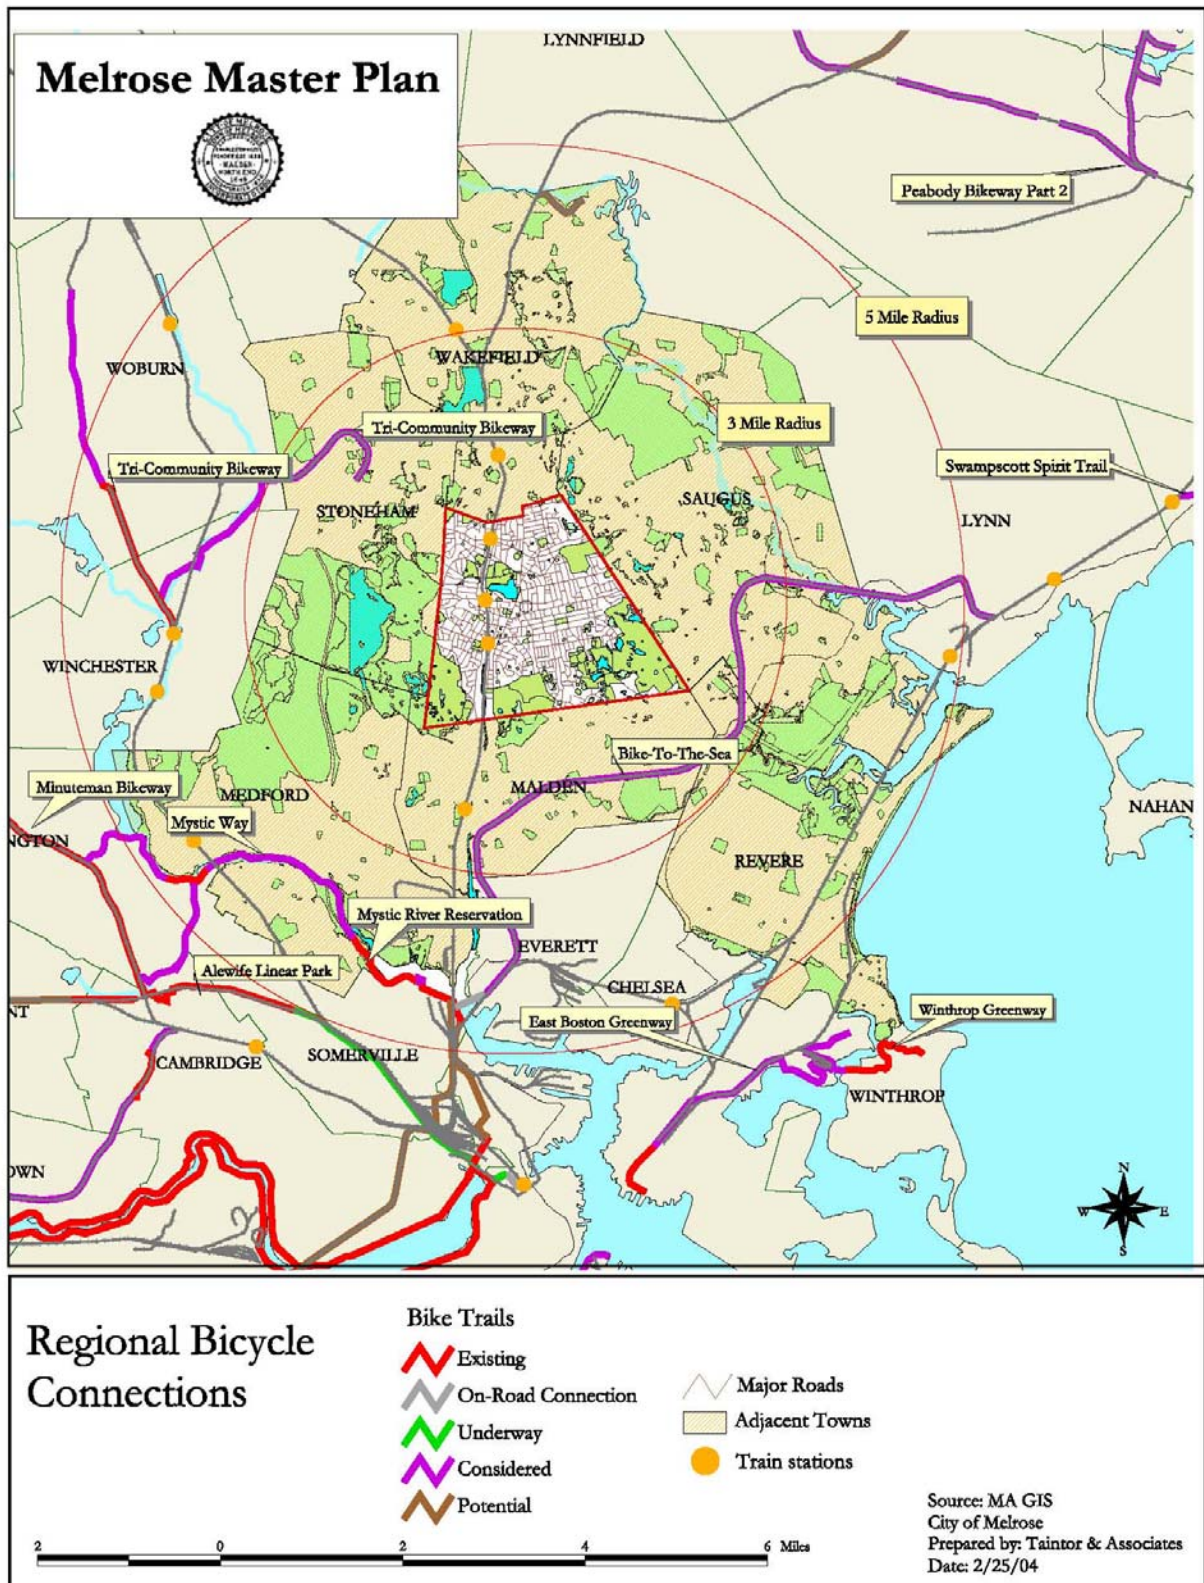 LYNNFIELD
Melrose Master Plan
Peabody Bikeway Part 2
5 Mile Radius
WOBURN
WAKEFIELD
3 Mile Radius
Tri-Community Bikeway
Tri-Community Bikeway
Swampscott Spirit Trail
SAUGUS
STONEHAM
LYNN
WINCHESTER
Bike-To-The-Sea
Minuteman Bikeway
MALDEN
MEDFORD
NAHAN
Mystic Way
NGTON
REVERE
Mystic River Reservation
EVERETT
Alewife Linear Park
CHELSEA
NT
East Boston Greenway
Winthrop Greenway
SOMERVILLE
CAMBRIDGE
WINTHROP
OWN
N
W
E
S
Regional Bicycle
Connections
Bike Trails
Existing
On-Road Connection
Underway
Considered
Potential
Major Roads
Adjacent Towns
Train stations
Source: MA GIS
City of Melrose
Prepared by: Taintor & Associates
Date: 2/25/04
2 0 2 4 6 Miles